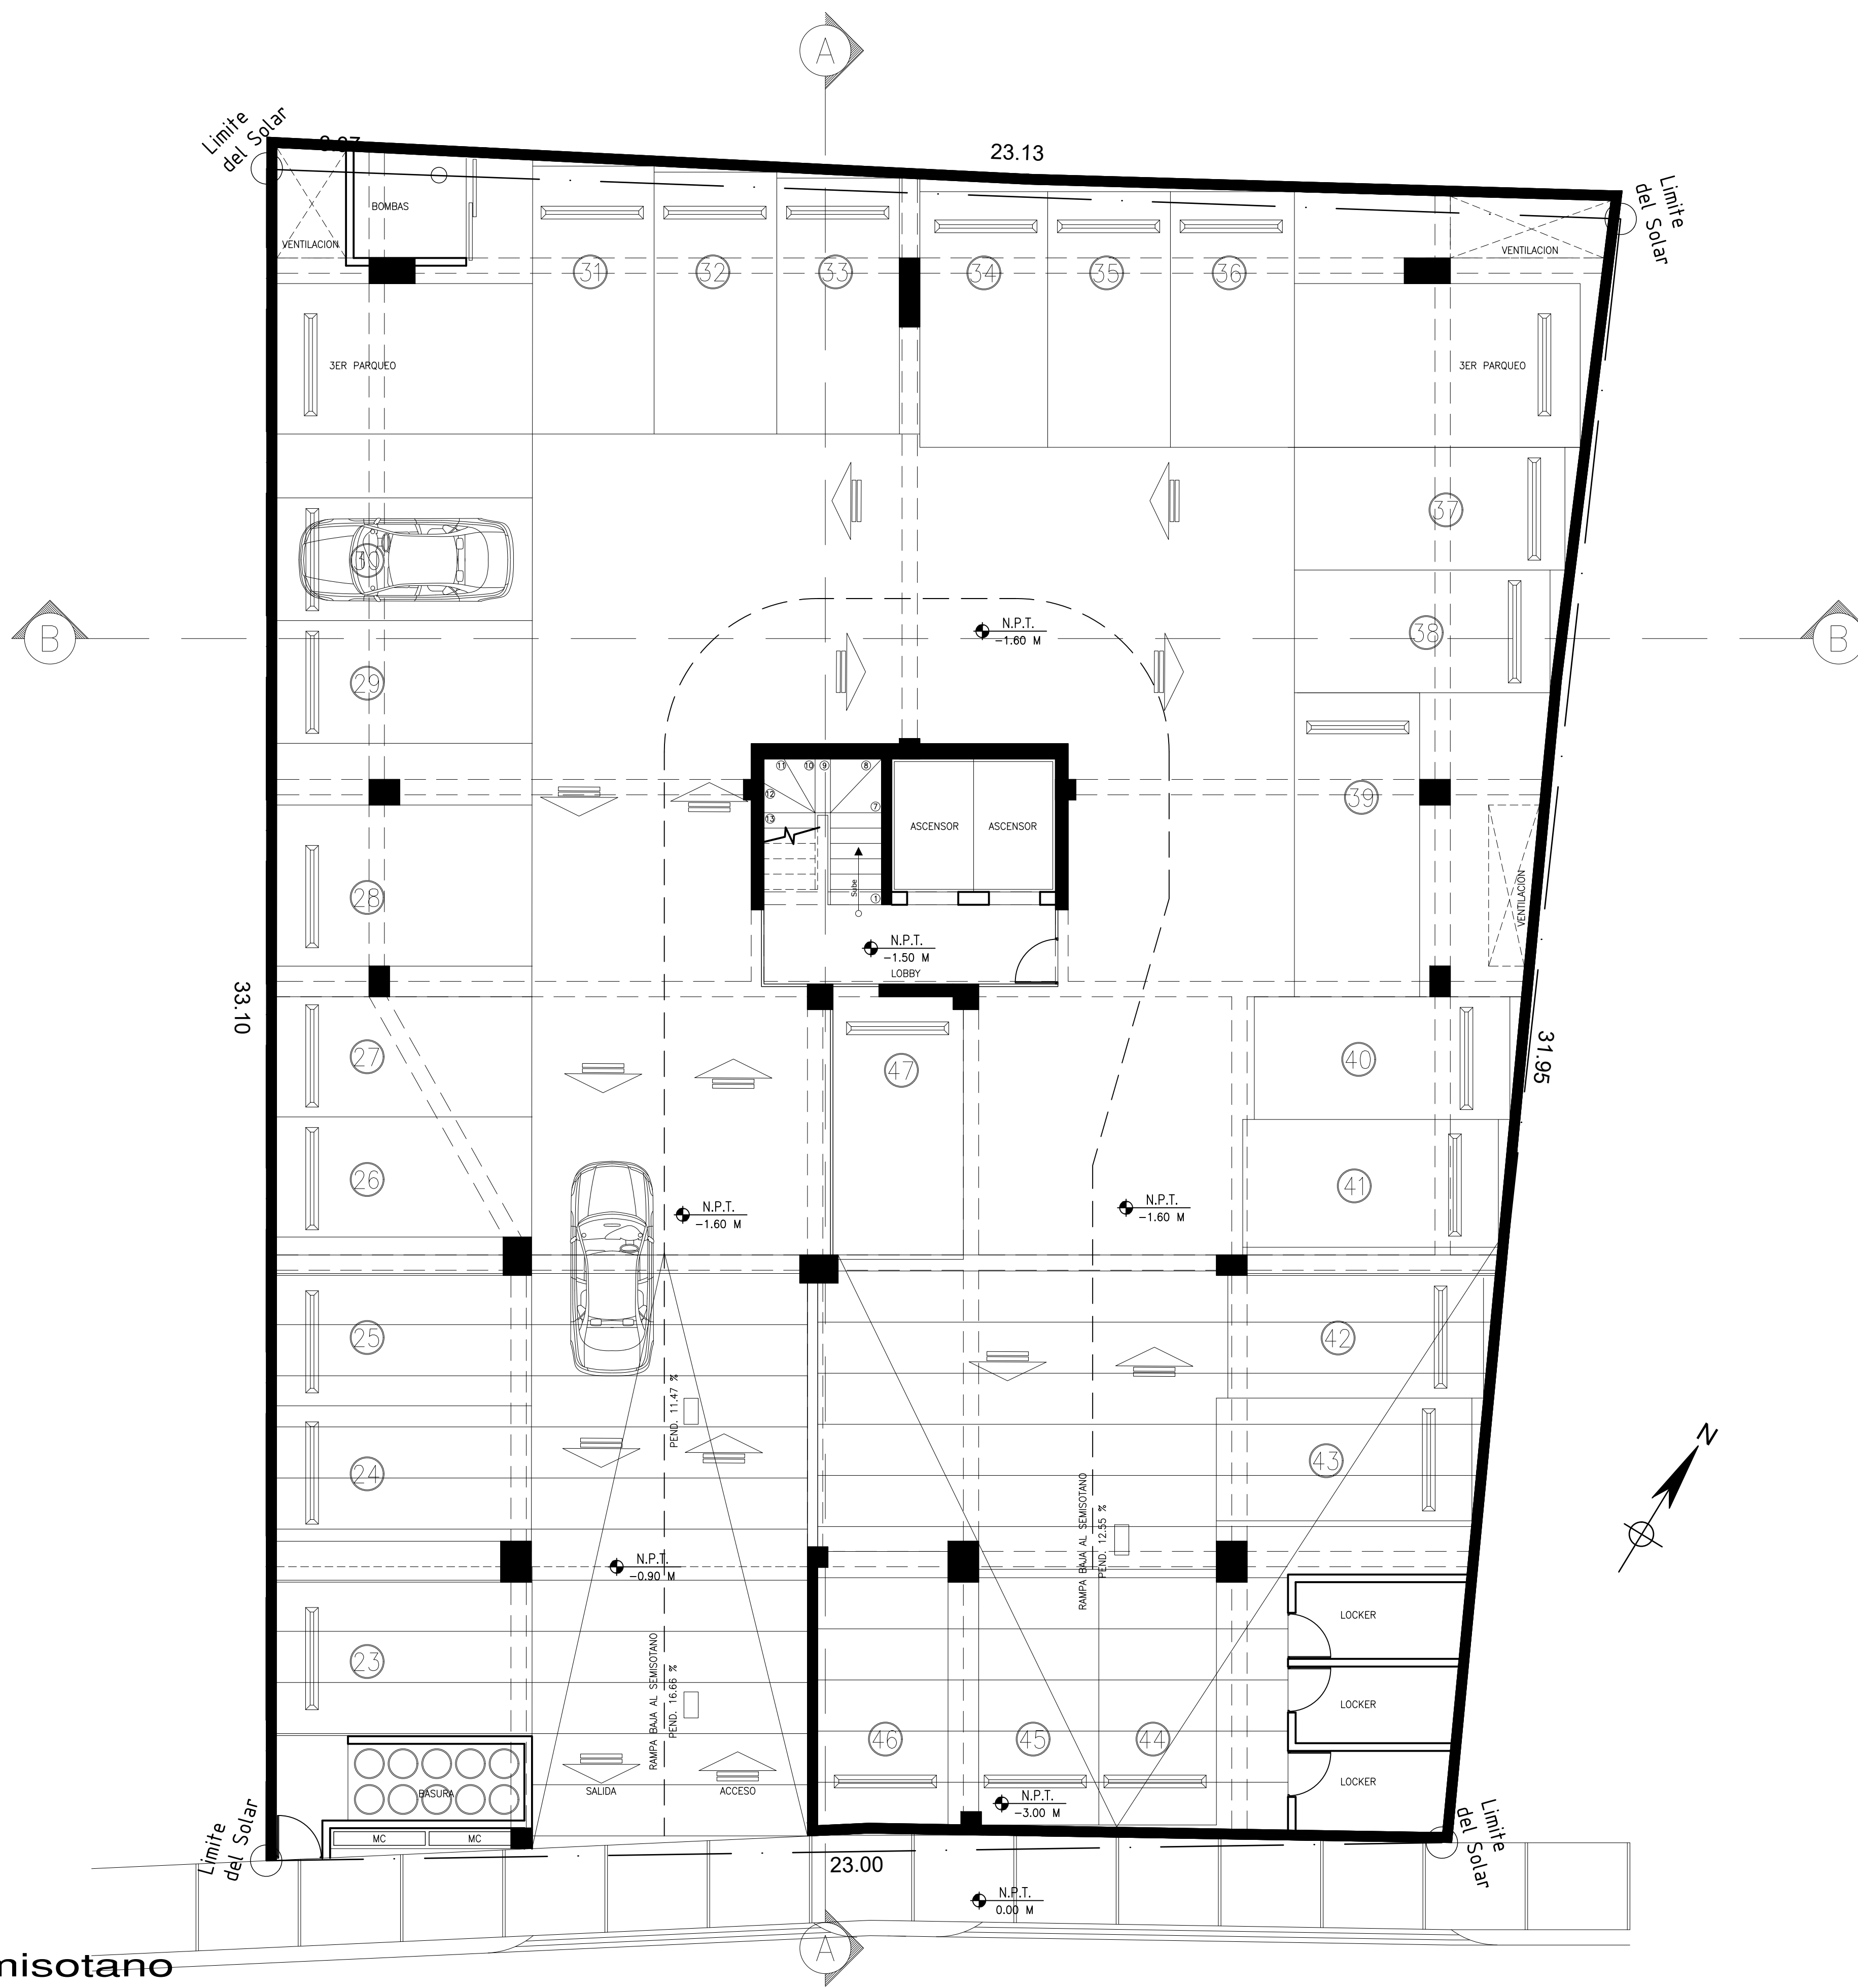 A
Limite
del Solar
23.13
Limite
del Solar
BOMBAS
VENTILACION
VENTILACION
31
32
33
34
35
36
3ER PARQUEO
3ER PARQUEO
37
30
B
N.P.T.
-1.60 M
38
B
29
11
10
9
8
12
7
13
39
ASCENSOR
ASCENSOR
Sube
1
28
VENTILACION
N.P.T.
-1.50 M
LOBBY
33.10
31.95
27
47
40
26
41
N.P.T.
-1.60 M
N.P.T.
-1.60 M
25
42
PEND. 11.47 %
24
43
N
RAMPA BAJA AL SEMISOTANO
PEND. 12.55 %
N.P.T.
-0.90 M
LOCKER
23
RAMPA BAJA AL SEMISOTANO
PEND. 16.66 %
LOCKER
46
45
44
LOCKER
BASURA
SALIDA
ACCESO
N.P.T.
-3.00 M
MC
MC
Limite
del Solar
Limite
del Solar
23.00
N.P.T.
0.00 M
A
misotano